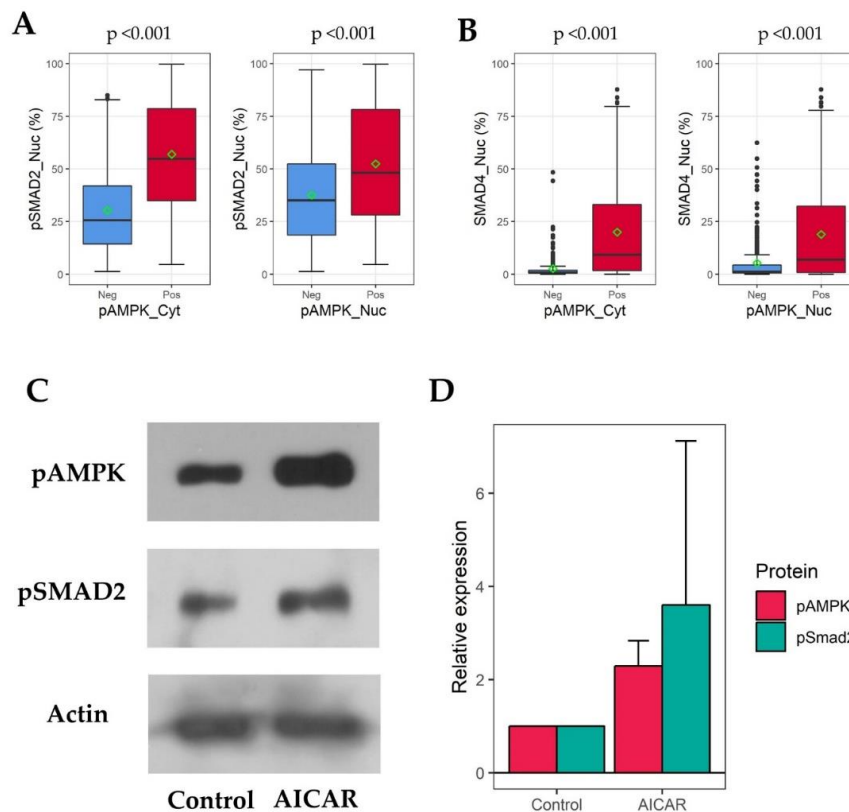 A
p <0.001
p <0.001
pSMAD2_Nuc (%)
100
75
50
25
0
Neg
Pos
pAMPK_Cyt
pSMAD2_Nuc (%)
100
75
50
25
0
Neg
Pos
pAMPK_Nuc
B
p <0.001
p <0.001
SMAD4_Nuc (%)
100
75
50
25
0
Neg
Pos
pAMPK_Cyt
SMAD4_Nuc (%)
100
75
50
25
0
Neg
Pos
pAMPK_Nuc
C
pAMPK
pSMAD2
Actin
Control AICAR
D
Relative expression
6
4
2
0
Control
AICAR
Protein
pAMPK
pSmad2